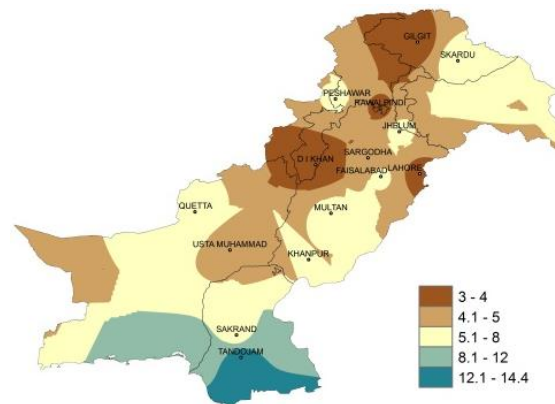 GILGIT
SKARDU
PESHAWAR
RAWALPINDI
JHELUM
SARGODHA
D I KHAN
FAISALABAD
LAHORE
QUETTA
MULTAN
USTA MUHAMMAD
KHANPUR
SAKRAND
TANDOJAM
3 - 4
4.1 - 5
5.1 - 8
8.1 - 12
12.1 - 14.4